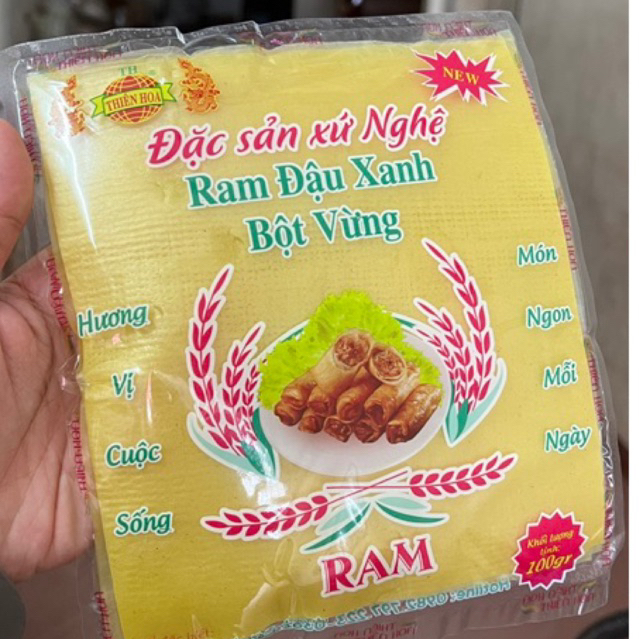 TH
THIÊN HOA
NEW
Đặc sản xứ Nghệ
Ram Đậu Xanh
Bột Vừng
Hương
Vị
Cuộc
Sống
Món
Ngon
Mỗi
Ngày
RAM
Khối lượng
tịnh:
100gr